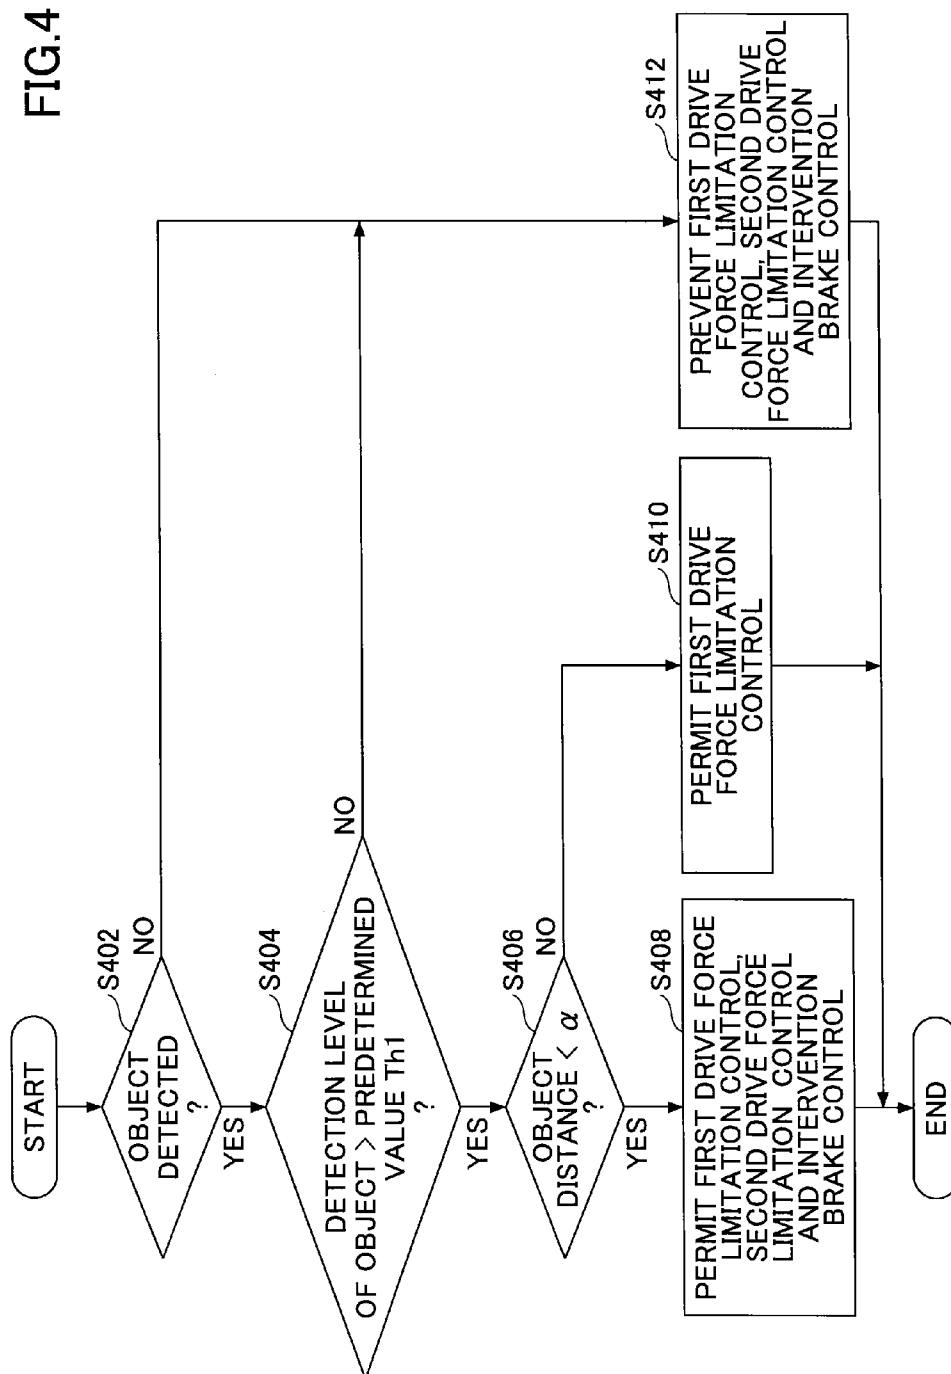 FIG.4
START
S402
OBJECT
DETECTED
?
NO
YES
S404
DETECTION LEVEL
OF OBJECT > PREDETERMINED
VALUE Th1
?
NO
YES
S406
OBJECT
DISTANCE < α
?
NO
YES
S408
PERMIT FIRST DRIVE FORCE
LIMITATION CONTROL,
SECOND DRIVE FORCE
LIMITATION CONTROL
AND INTERVENTION
BRAKE CONTROL
S410
PERMIT FIRST DRIVE
FORCE LIMITATION
CONTROL
S412
PREVENT FIRST DRIVE
FORCE LIMITATION
CONTROL, SECOND DRIVE
FORCE LIMITATION CONTROL
AND INTERVENTION
BRAKE CONTROL
END